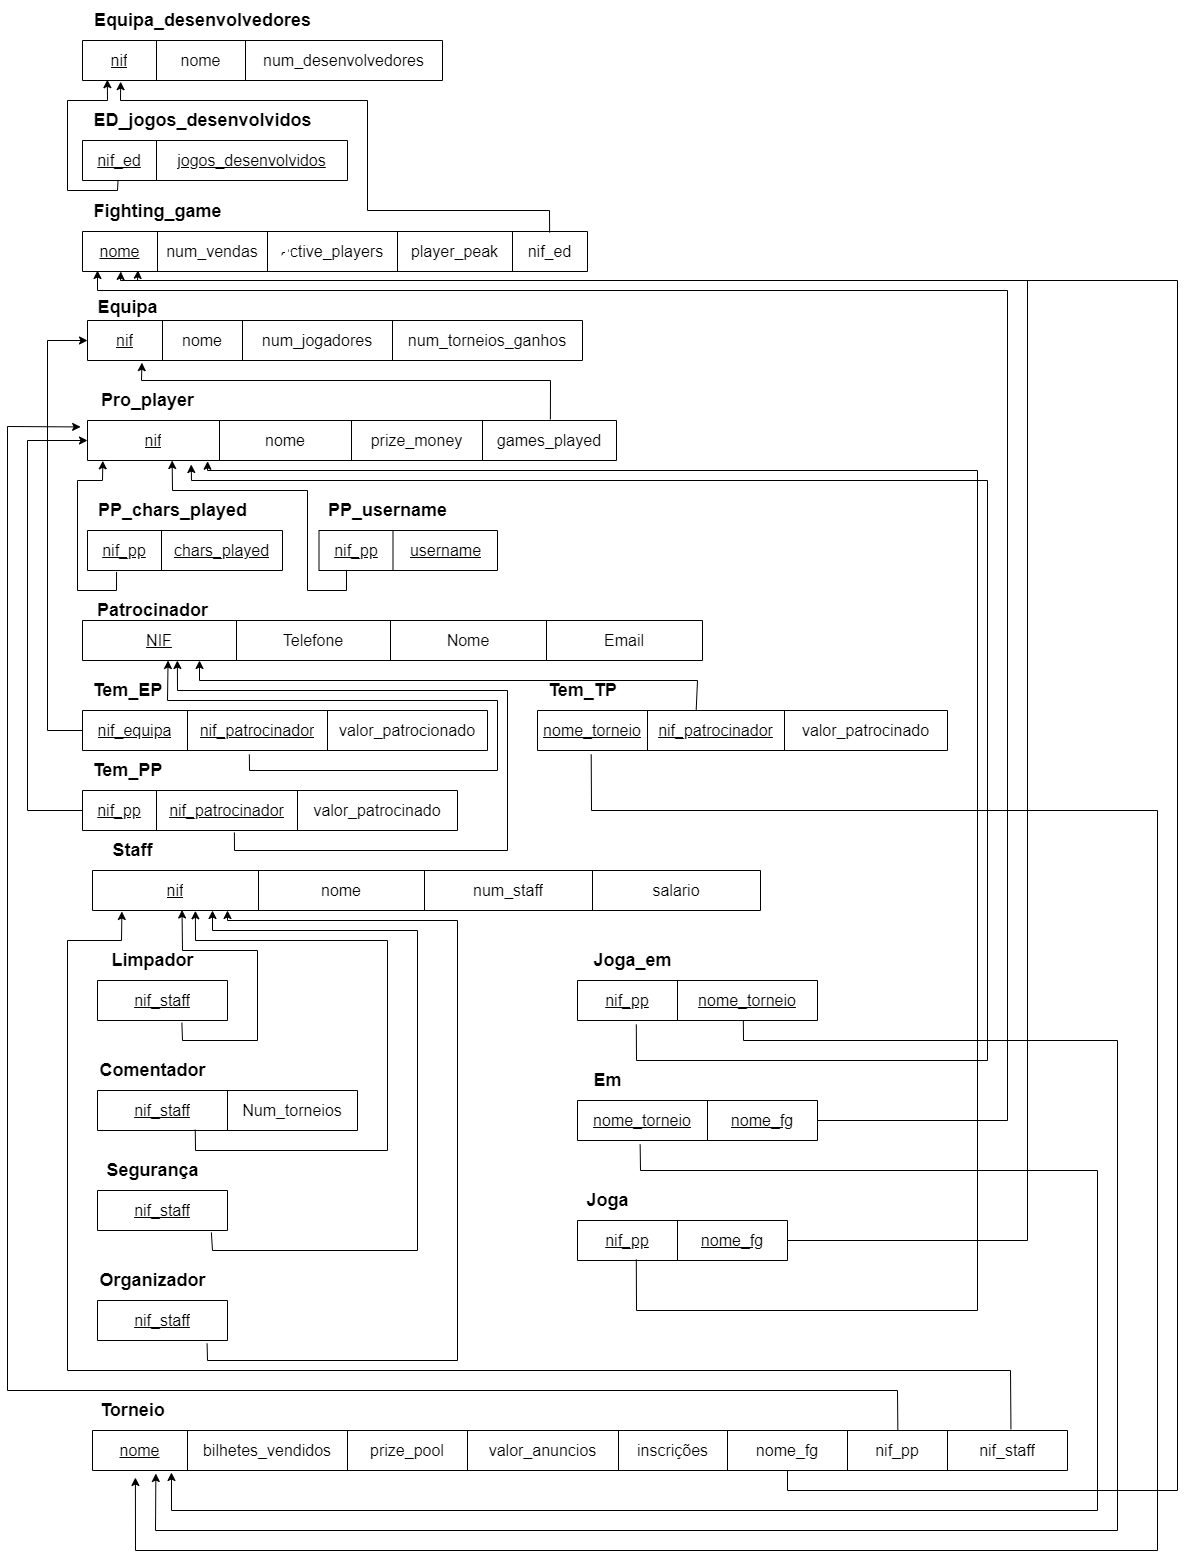 Equipa_desenvolvedores
nif nome num_desenvolvedores
ED_jogos_desenvolvidos
nif_ed jogos_desenvolvidos
Fighting_game
nome num_vendas ctive_players player_peak nif_ed
Equipa
nif nome num_jogadores num_torneios_ganhos
Pro_player
nif nome prize_money games_played
PP_chars_played PP_username
nif_pp chars_played nif_pp username
Patrocinador
NIF Telefone Nome Email
Tem_EP Tem_TP
nif_equipa nif_patrocinador valor_patrocionado nome_torneio nif_patrocinador valor_patrocinado
Tem_PP
nif_pp nif_patrocinador valor_patrocinado
Staff
nif nome num_staff salario
Limpador Joga_em
nif_staff nif_pp nome_torneio
Comentador Em
nif_staff Num_torneios nome_torneio nome_fg
Segurança Joga
nif_staff nif_pp nome_fg
Organizador
nif_staff
Torneio
nome bilhetes_vendidos prize_pool valor_anuncios inscrições nome_fg nif_pp nif_staff